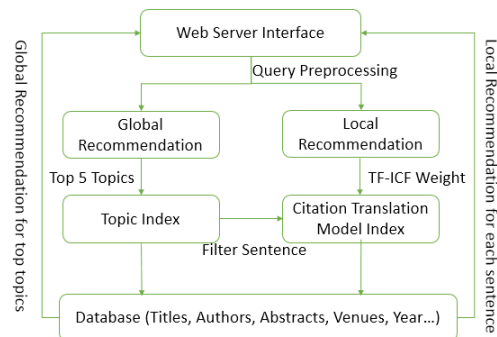 Web Server Interface
Query Preprocessing
Global
Recommendation
Local
Recommendation
Top 5 Topics
TF-ICF Weight
Topic Index
Citation Translation
Model Index
Filter Sentence
Database (Titles, Authors, Abstracts, Venues, Year...)
Global Recommendation for top topics
Local Recommendation for each sentence